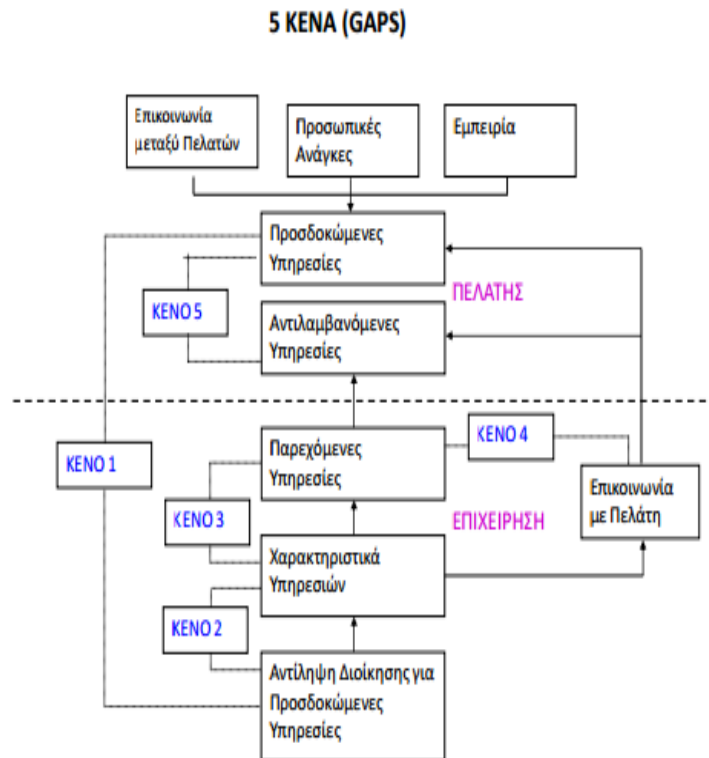 5 ΚΕΝΑ (GAPS)
Επικοινωνία
μεταξύ Πελατών
Προσωπικές
Ανάγκες
Εμπειρία
Προσδοκώμενες
Υπηρεσίες
ΠΕΛΑΤΗΣ
ΚΕΝΟ 5
Αντιλαμβανόμενες
Υπηρεσίες
ΚΕΝΟ 1
Παρεχόμενες
Υπηρεσίες
ΚΕΝΟ 4
Επικοινωνία
με Πελάτη
ΚΕΝΟ 3
ΕΠΙΧΕΙΡΗΣΗ
Χαρακτηριστικά
Υπηρεσιών
ΚΕΝΟ 2
Αντίληψη Διοίκησης για
Προσδοκώμενες
Υπηρεσίες